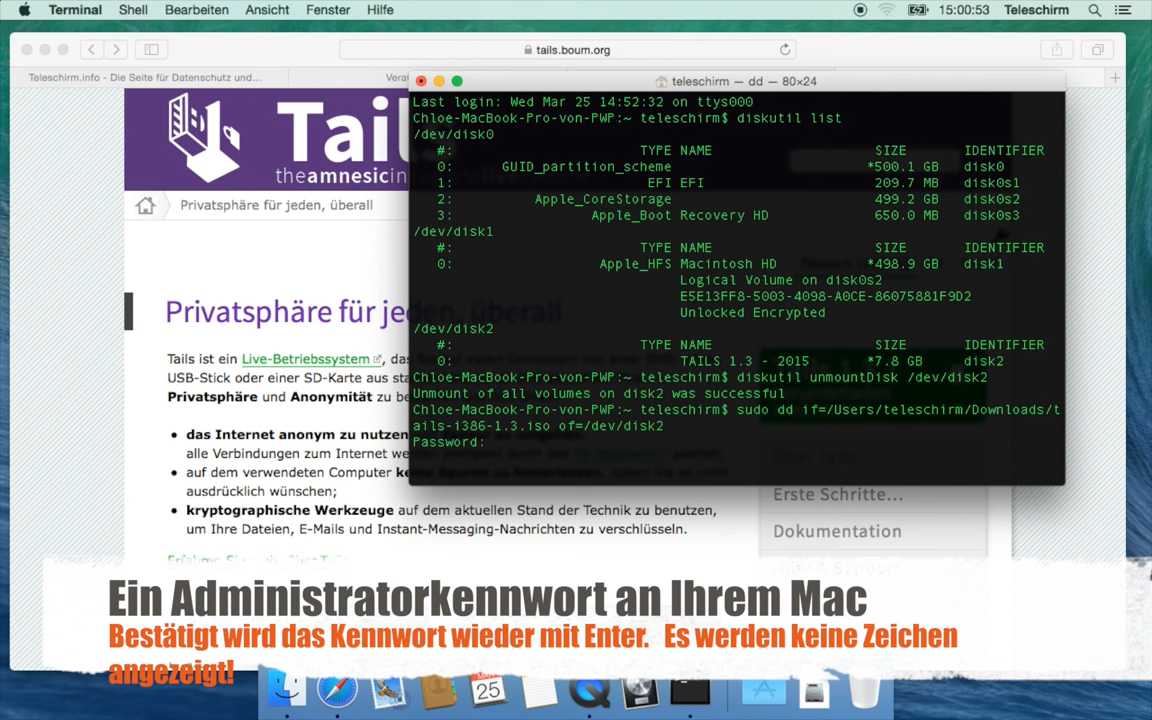 Terminal Shell Bearbeiten Ansicht Fenster Hilfe 15:00:53 Teleschirm
tails.boum.org
Teleschirm.info - Die Seite für Datenschutz und...
teleschirm — dd — 80×24
Last login: Wed Mar 25 14:52:32 on ttys000
Chloe-MacBook-Pro-von-PWP:~ teleschirm$ diskutil list
/dev/disk0
#: TYPE NAME SIZE IDENTIFIER
0: GUID_partition_scheme *500.1 GB disk0
1: EFI EFI 209.7 MB disk0s1
2: Apple_CoreStorage 499.2 GB disk0s2
3: Apple_Boot Recovery HD 650.0 MB disk0s3
/dev/disk1
#: TYPE NAME SIZE IDENTIFIER
0: Apple_HFS Macintosh HD *498.9 GB disk1
Logical Volume on disk0s2
E5E13FF8-5003-4098-A0CE-86075881F9D2
Unlocked Encrypted
/dev/disk2
#: TYPE NAME SIZE IDENTIFIER
0: TAILS 1.3 - 2015 *7.8 GB disk2
Chloe-MacBook-Pro-von-PWP:~ teleschirm$ diskutil unmountDisk /dev/disk2
Unmount of all volumes on disk2 was successful
Chloe-MacBook-Pro-von-PWP:~ teleschirm$ sudo dd if=/Users/teleschirm/Downloads/t
ails-i386-1.3.iso of=/dev/disk2
Password:
Tai
theamnesic
Privatsphäre für jeden, überall
Privatsphäre für jeden, überall
Tails ist ein Live-Betriebssystem, da
USB-Stick oder einer SD-Karte aus
Privatsphäre und Anonymität zu
das Internet anonym zu nutzen
alle Verbindungen zum Internet
auf dem verwendeten Computer
ausdrücklich wünschen;
kryptographische Werkzeuge auf dem aktuellen Stand der Technik zu benutzen,
um Ihre Dateien, E-Mails und Instant-Messaging-Nachrichten zu verschlüsseln.
Erste Schritte...
Dokumentation
Ein Administratorkennwort an Ihrem Mac
Bestätigt wird das Kennwort wieder mit Enter. Es werden keine Zeichen
angezeigt!
25